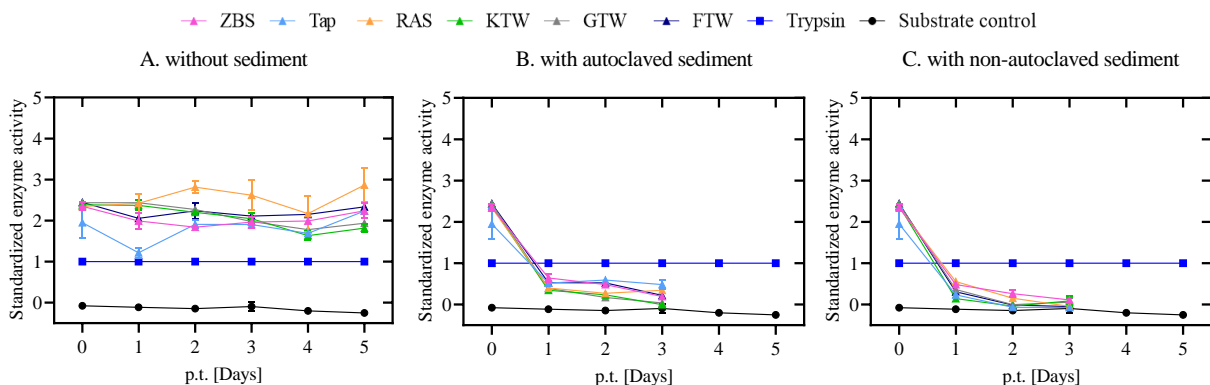 ZBS Tap RAS KTW GTW FTW Trypsin Substrate control
A. without sediment
B. with autoclaved sediment
C. with non-autoclaved sediment
Standardized enzyme activity
5
4
3
2
1
0
0 1 2 3 4 5
p.t. [Days]
Standardized enzyme activity
5
4
3
2
1
0
0 1 2 3 4 5
p.t. [Days]
Standardized enzyme activity
5
4
3
2
1
0
0 1 2 3 4 5
p.t. [Days]